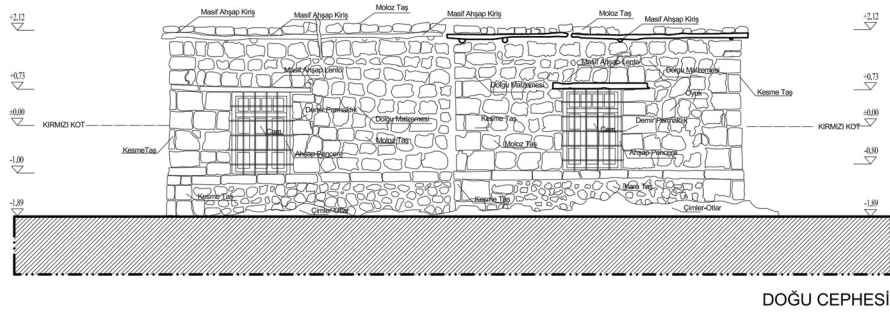 Masif Ahşap Kiriş
Masif Ahşap Kiriş
Moloz Taş
Masif Ahşap Kiriş
Moloz Taş
Masif Ahşap Kiriş
+2,12
+2,12
Masif Ahşap Lento
Masif Ahşap Lento
Dolgu Malzemesi
+0,73
Dolgu Malzemesi
Oyuk
Kesme Taş
+0,73
Demir Parmaklık
Dolgu Malzemesi
Kesme Taş
Demir Parmaklık
±0,00
±0,00
KIRMIZI KOT
Cam
Cam
KIRMIZI KOT
Moloz Taş
Moloz Taş
KesmeTaş
Ahşap Pencere
Ahşap Pencere
-1,00
-0,80
Kesme Taş
Kesme Taş
Kara Taş
-1,89
Çimler-Otlar
Çimler-Otlar
-1,89
DOĞU CEPHESİ